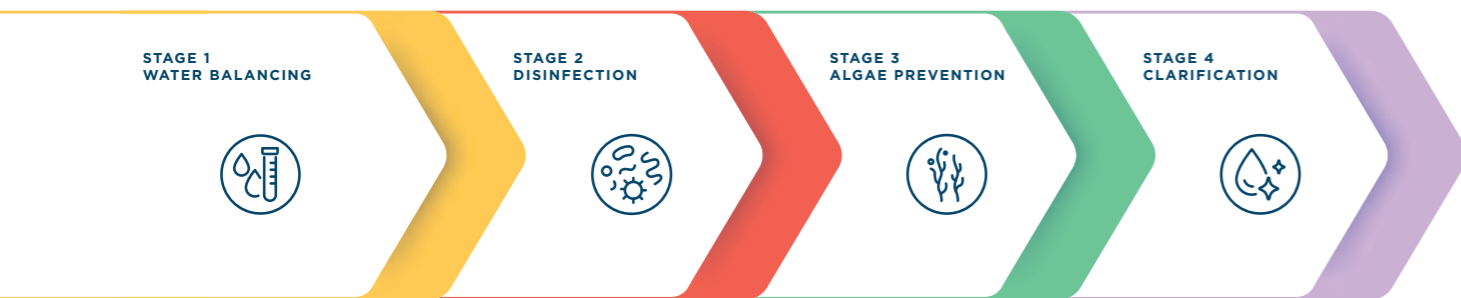 STAGE 1
WATER BALANCING
STAGE 2
DISINFECTION
STAGE 3
ALGAE PREVENTION
STAGE 4
CLARIFICATION